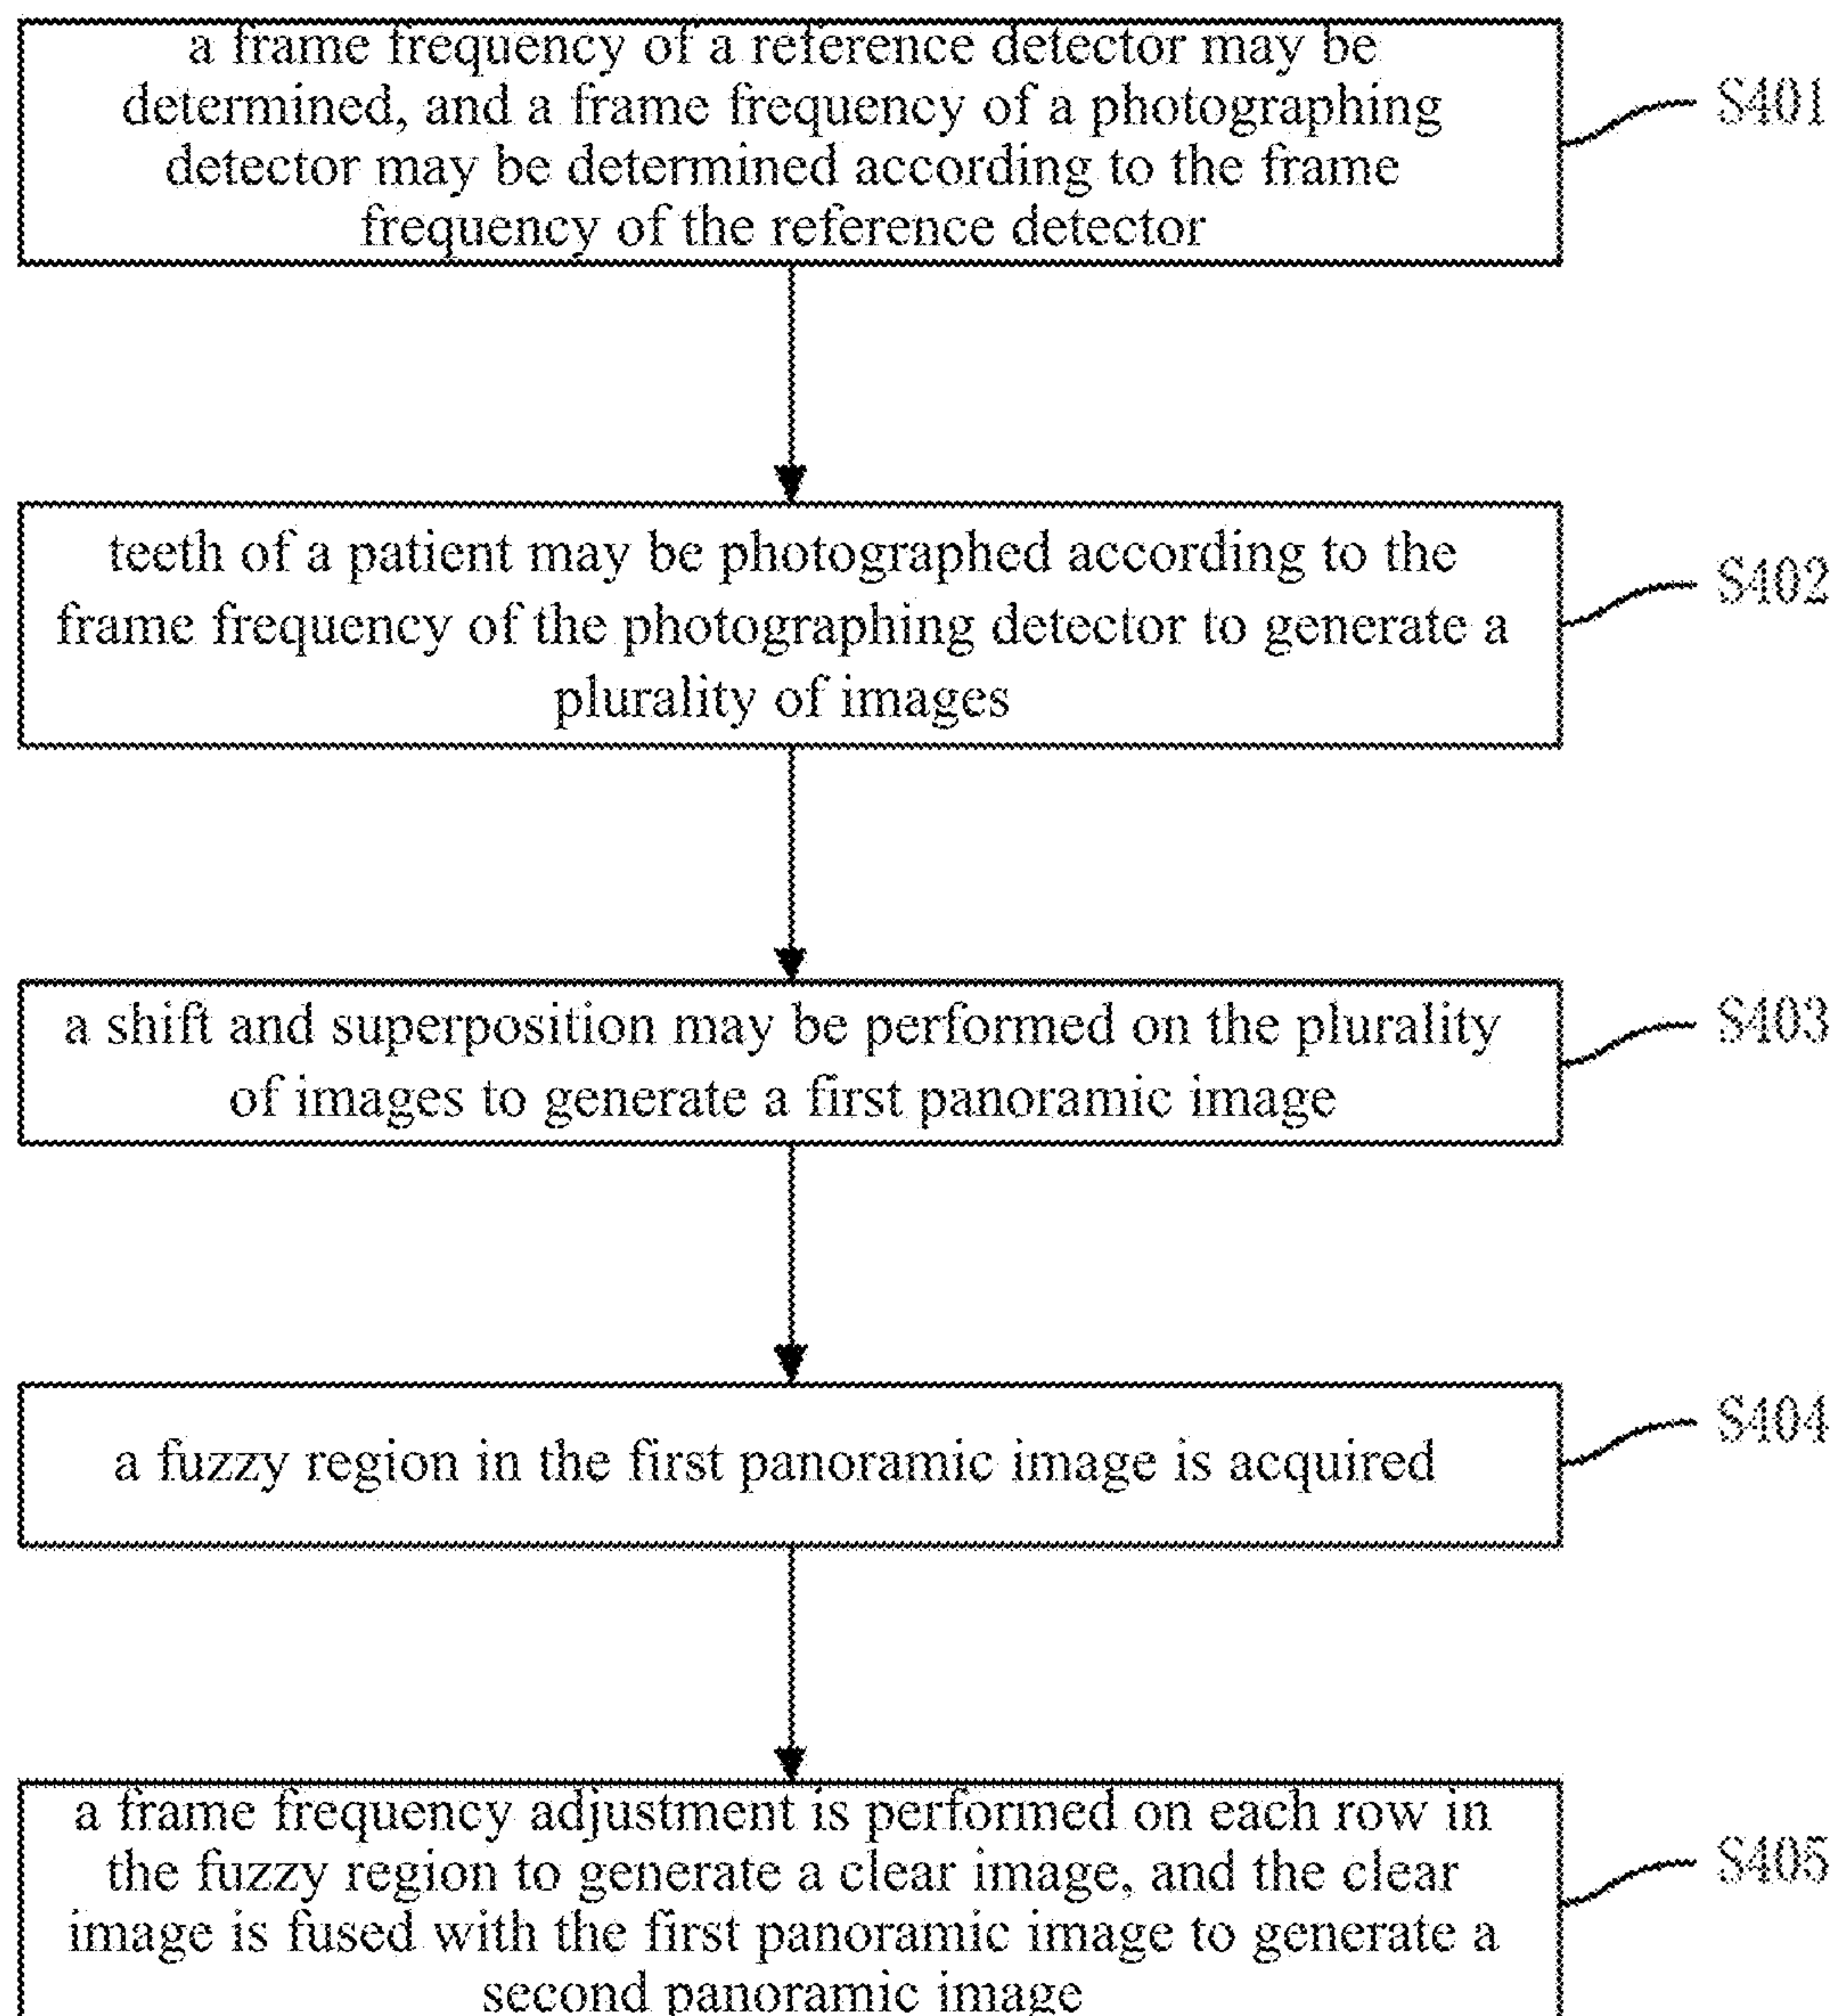 a frame frequency of a reference detector may be
determined, and a frame frequency of a photographing
detector may be determined according to the frame
frequency of the reference detector
S401
teeth of a patient may be photographed according to the
frame frequency of the photographing detector to generate a
plurality of images
S402
a shift and superposition may be performed on the plurality
of images to generate a first panoramic image
S403
a fuzzy region in the first panoramic image is acquired
S404
a frame frequency adjustment is performed on each row in
the fuzzy region to generate a clear image, and the clear
image is fused with the first panoramic image to generate a
second panoramic image
S405